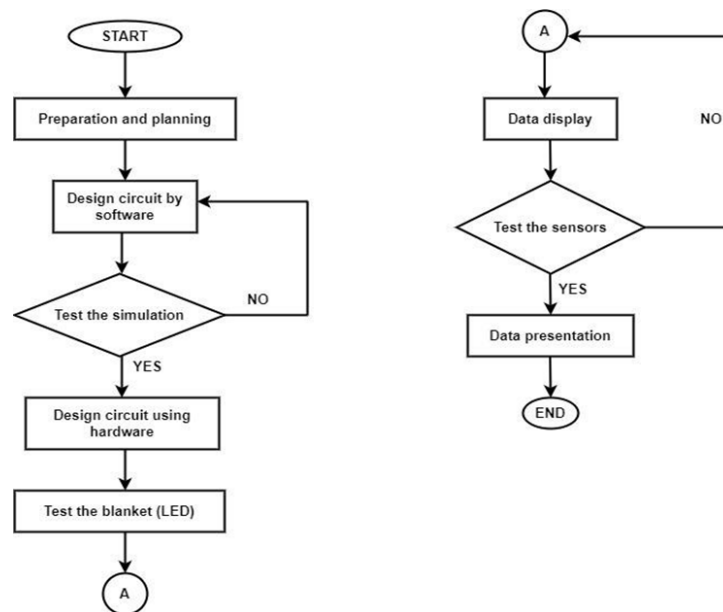 START
Preparation and planning
Design circuit by
software
Test the simulation
NO
YES
Design circuit using
hardware
Test the blanket (LED)
A
A
Data display
NO
Test the sensors
YES
Data presentation
END